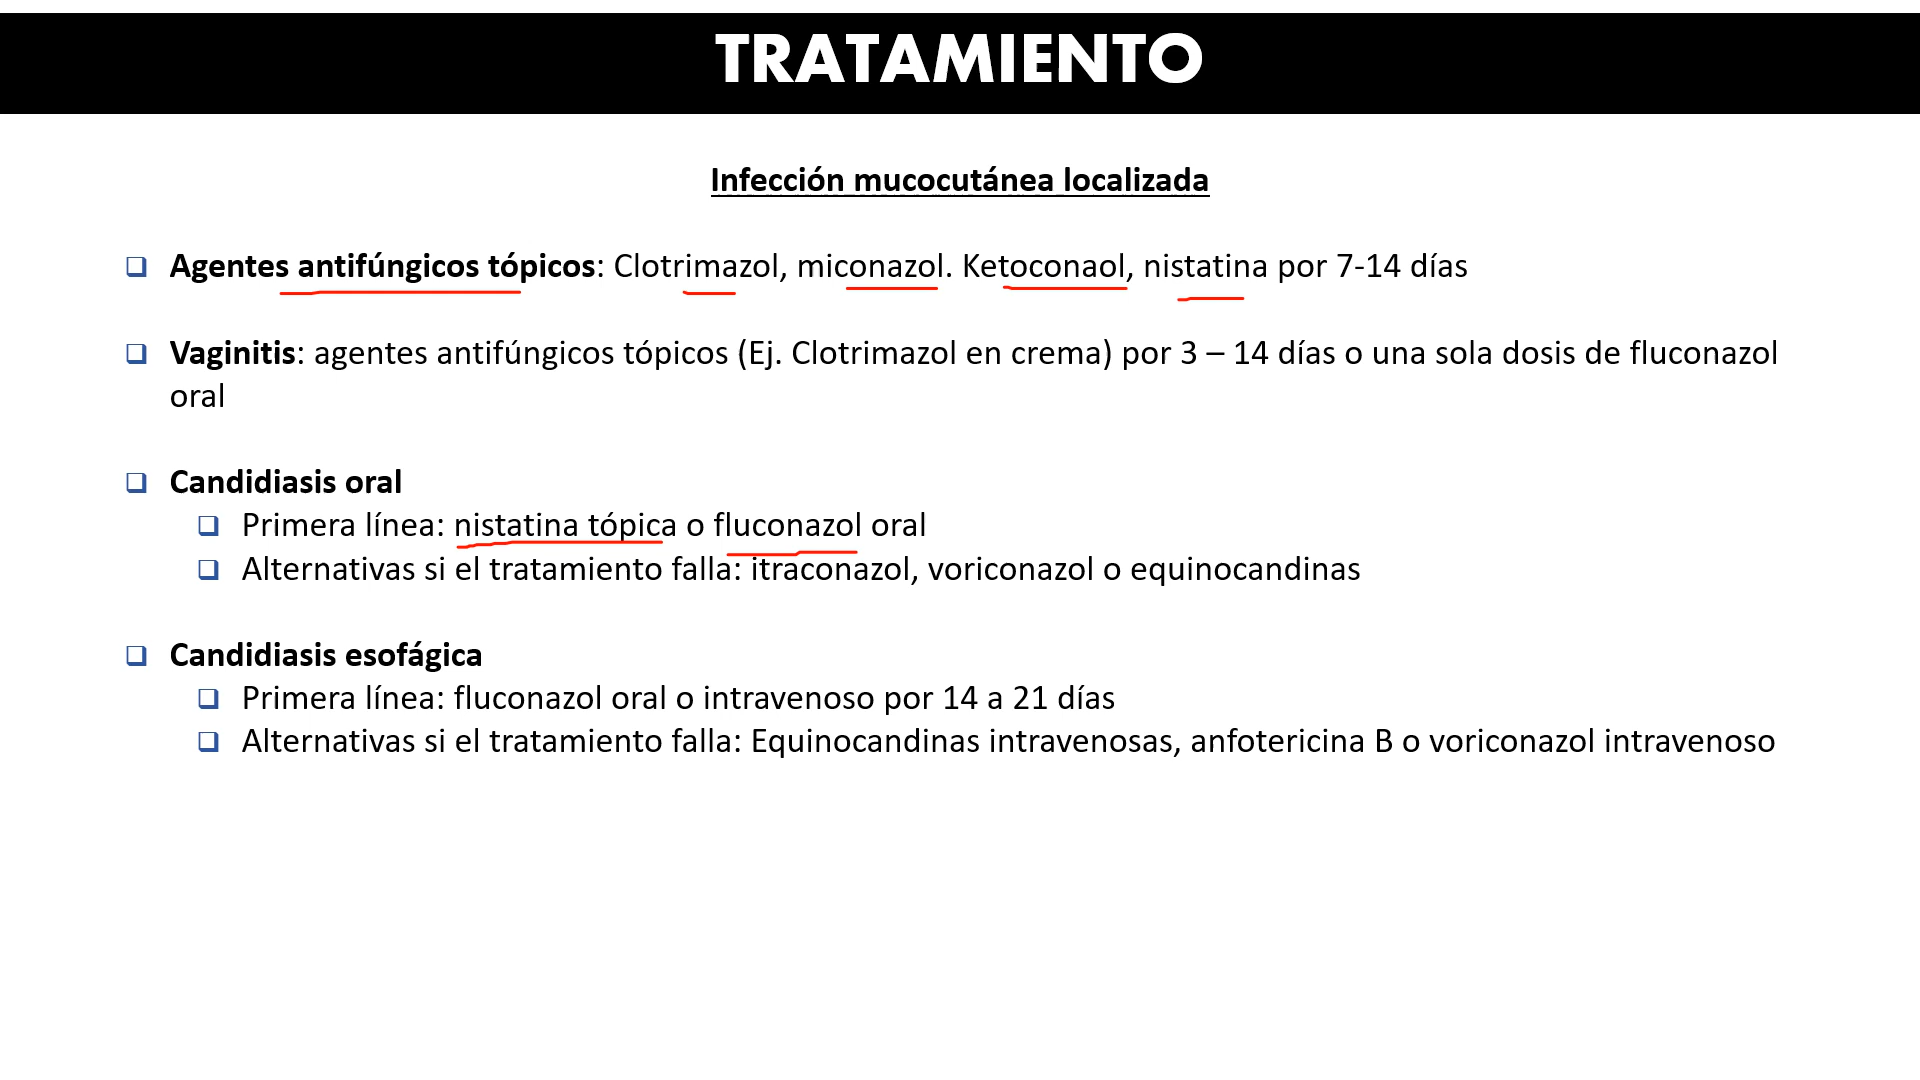 TRATAMIENTO
Infección mucocutánea localizada
❑ Agentes antifúngicos tópicos: Clotrimazol, miconazol. Ketoconaol, nistatina por 7-14 días
❑ Vaginitis: agentes antifúngicos tópicos (Ej. Clotrimazol en crema) por 3 – 14 días o una sola dosis de fluconazol
oral
❑ Candidiasis oral
❑ Primera línea: nistatina tópica o fluconazol oral
❑ Alternativas si el tratamiento falla: itraconazol, voriconazol o equinocandinas
❑ Candidiasis esofágica
❑ Primera línea: fluconazol oral o intravenoso por 14 a 21 días
❑ Alternativas si el tratamiento falla: Equinocandinas intravenosas, anfotericina B o voriconazol intravenoso